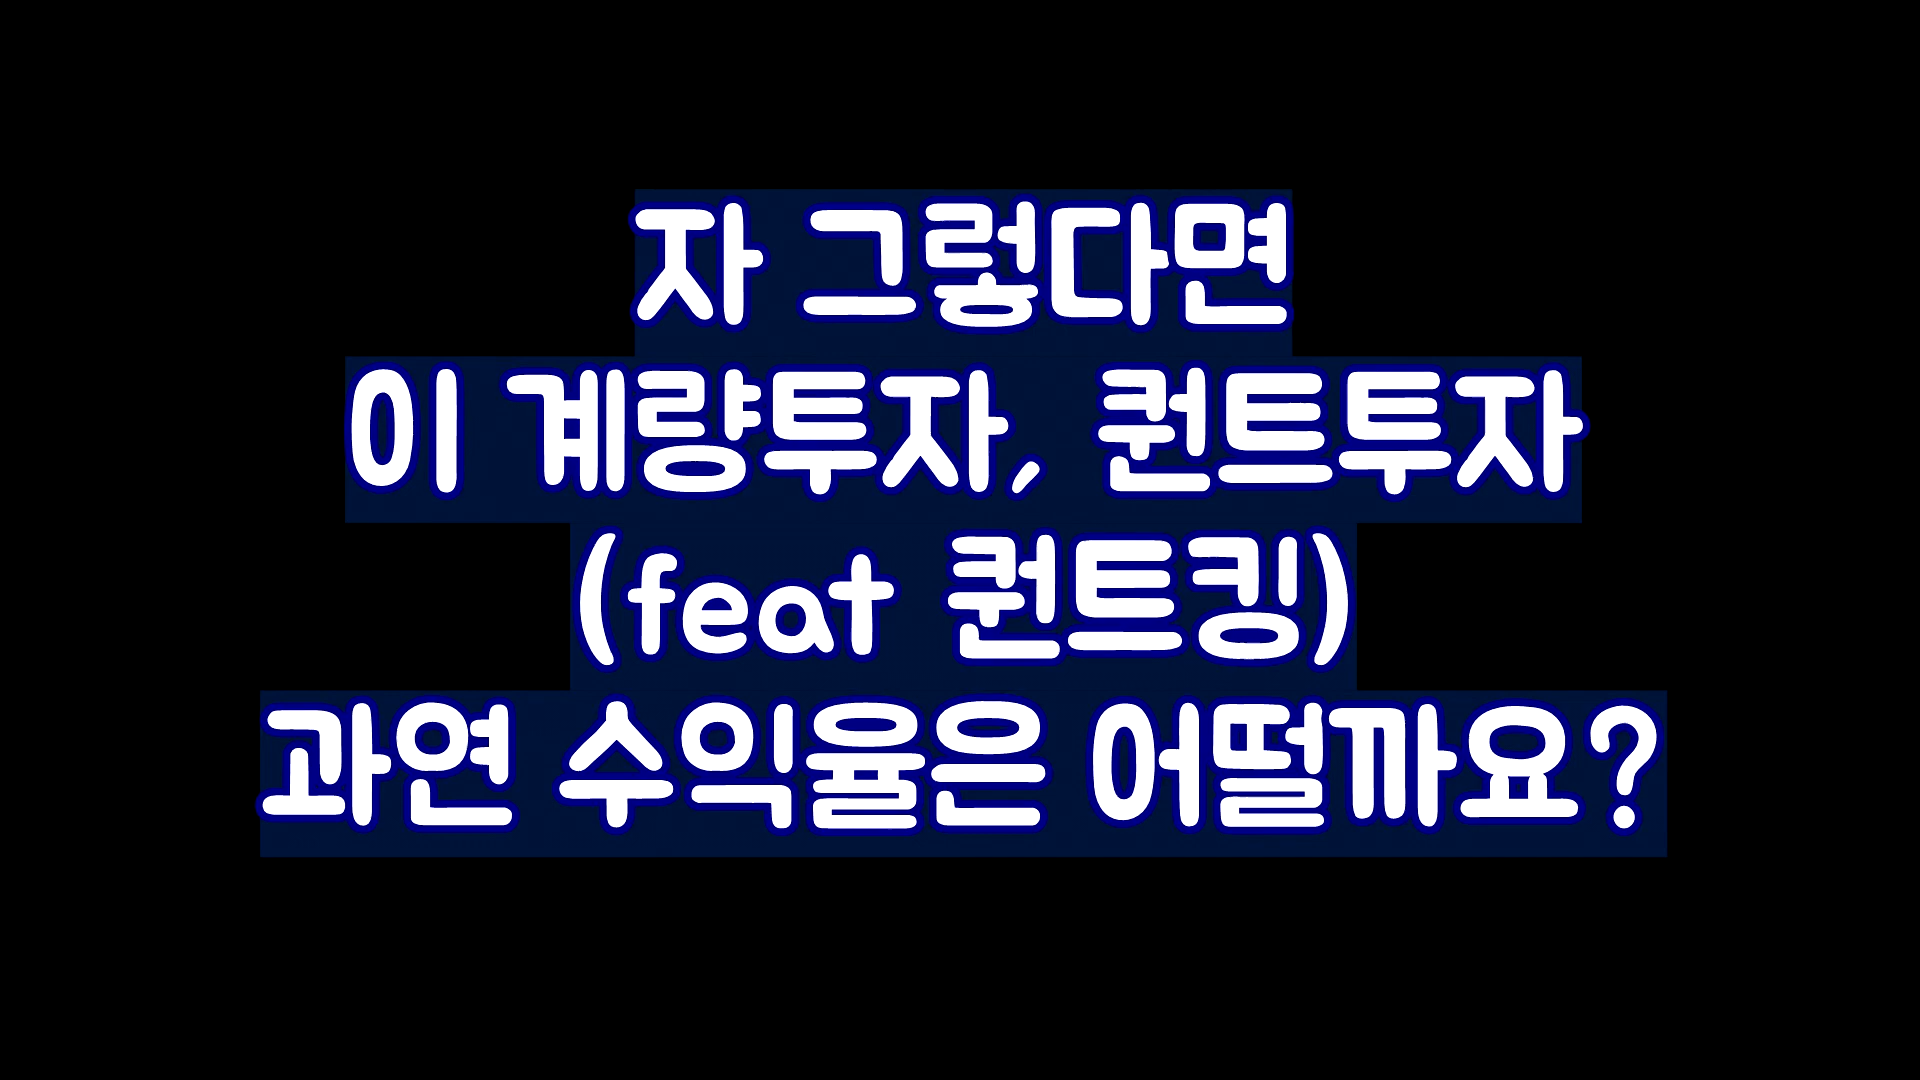 자 그렇다면
이 계량투자, 퀀트투자
(feat 퀀트킹)
과연 수익율은 어떨까요?